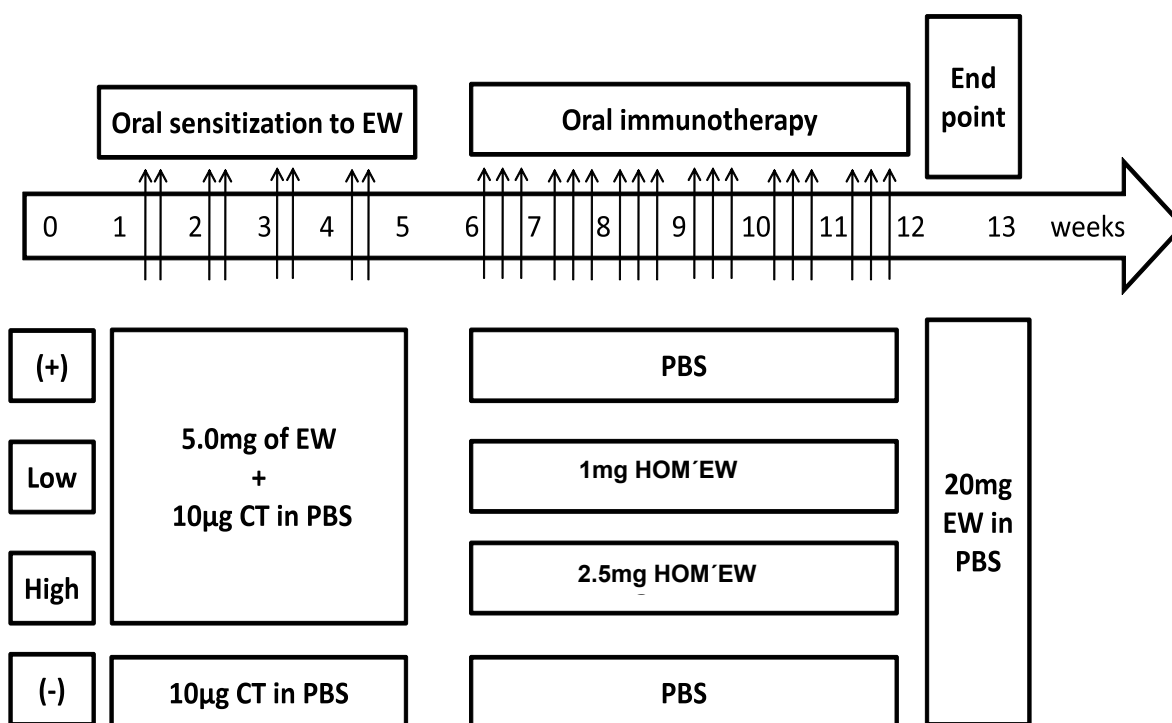 End
point
Oral sensitization to EW
Oral immunotherapy
0 1 2 3 4 5 6 7 8 9 10 11 12 13 weeks
(+)
5.0mg of EW
+
10µg CT in PBS
PBS
Low
1mg HOM´EW
20mg
EW in
PBS
High
2.5mg HOM´EW
(-)
10µg CT in PBS
PBS